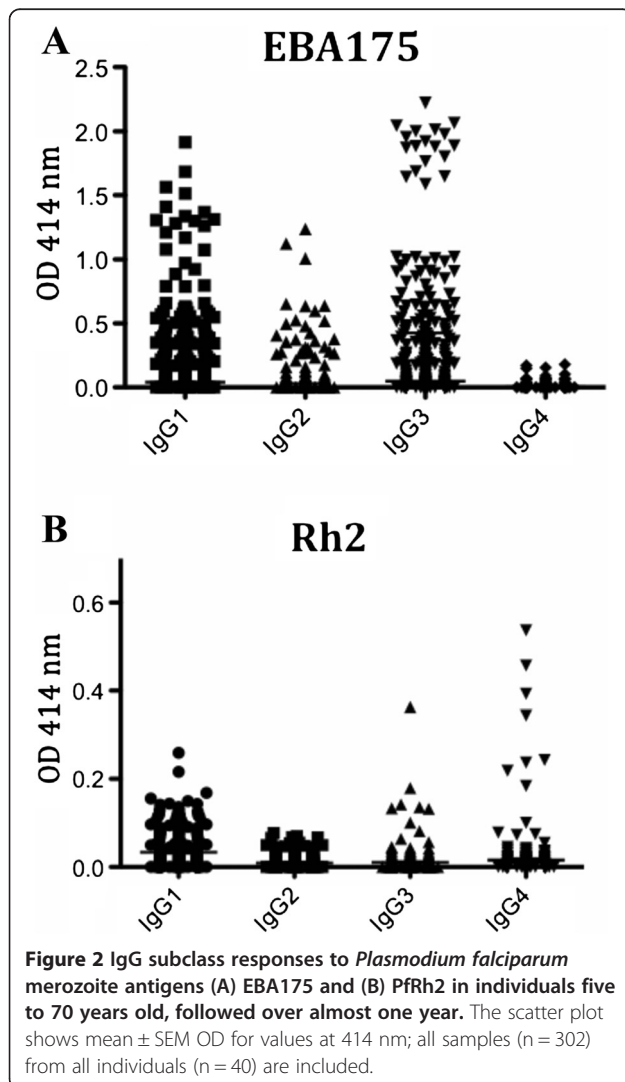 A
EBA175
2.5
2.0
1.5
1.0
0.5
0.0
OD 414 nm
IgG1
IgG2
IgG3
IgG4
B
Rh2
0.6
0.4
0.2
0.0
OD 414 nm
IgG1
IgG2
IgG3
IgG4
Figure 2 IgG subclass responses to Plasmodium falciparum
merozoite antigens (A) EBA175 and (B) PfRh2 in individuals five
to 70 years old, followed over almost one year. The scatter plot
shows mean ± SEM OD for values at 414 nm; all samples (n = 302)
from all individuals (n = 40) are included.